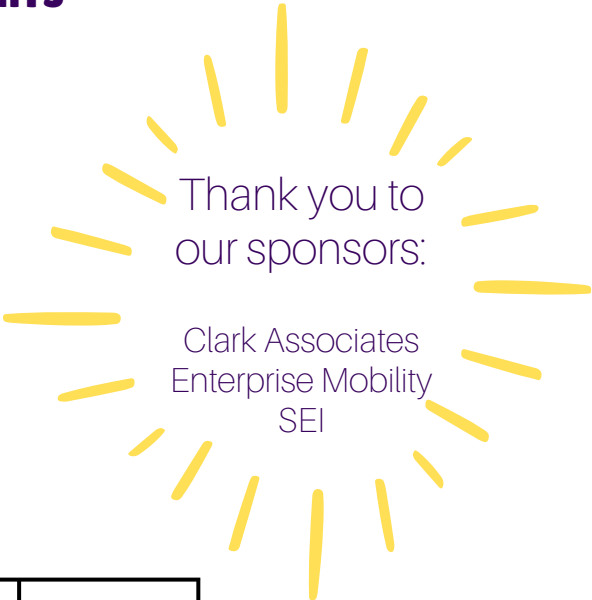 Thank you to
our sponsors:
Clark Associates
Enterprise Mobility
SEI